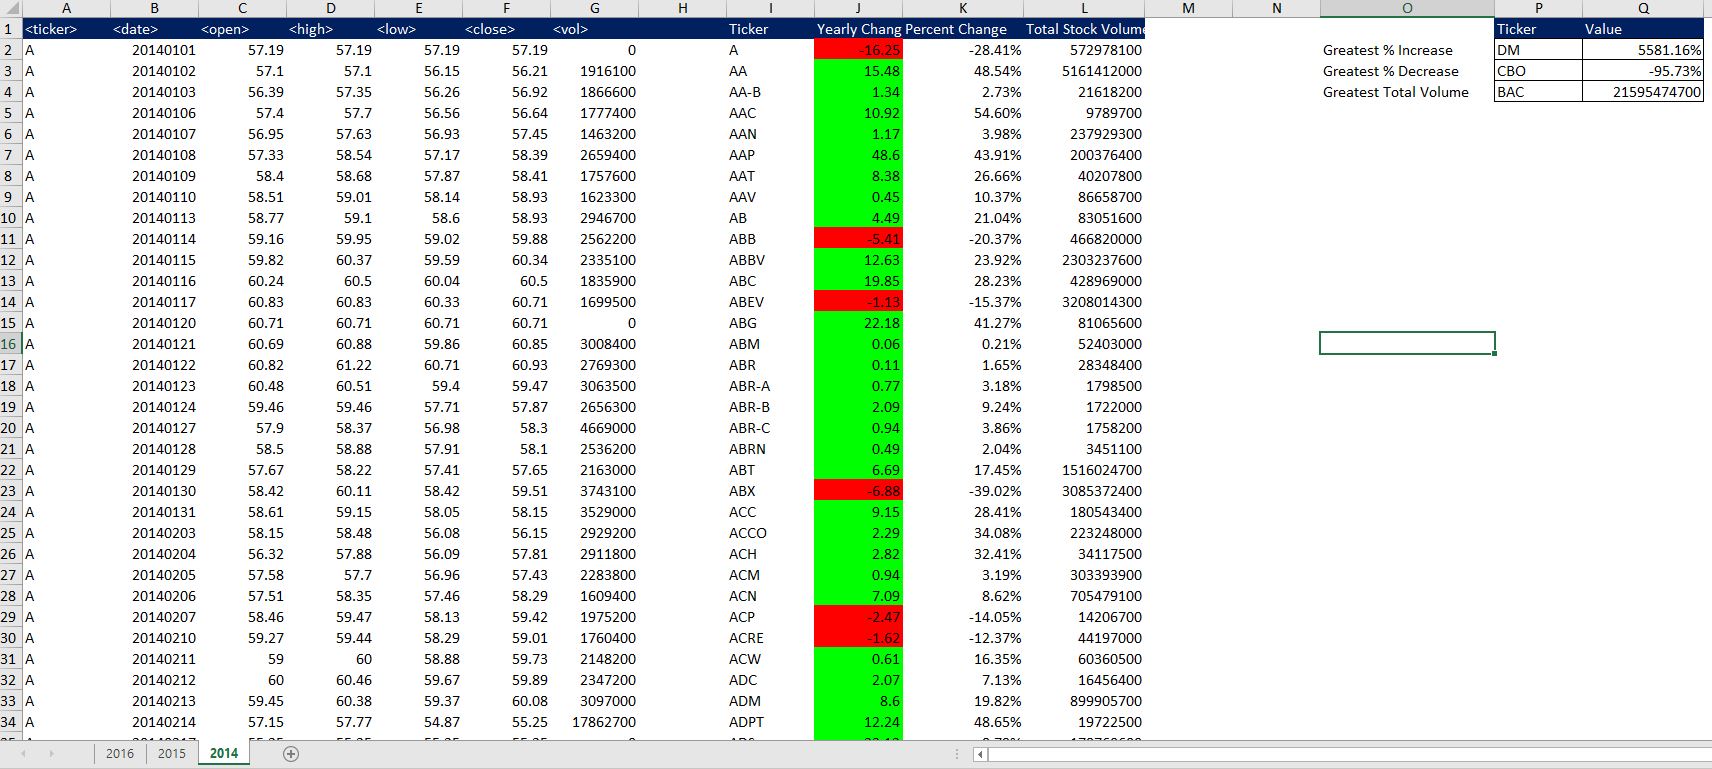 A B C D E F G H I J K L M N O P Q
1 <ticker> <date> <open> <high> <low> <close> <vol> Ticker Yearly Chang Percent Change Total Stock Volume Ticker Value
2 A 20140101 57.19 57.19 57.19 57.19 0 A -16.25 -28.41% 572978100 Greatest % Increase DM 5581.16%
3 A 20140102 57.1 57.1 56.15 56.21 1916100 AA 15.48 48.54% 5161412000 Greatest % Decrease CBO -95.73%
4 A 20140103 56.39 57.35 56.26 56.92 1866600 AA-B 1.34 2.73% 21618200 Greatest Total Volume BAC 21595474700
5 A 20140106 57.4 57.7 56.56 56.64 1777400 AAC 10.92 54.60% 9789700
6 A 20140107 56.95 57.63 56.93 57.45 1463200 AAN 1.17 3.98% 237929300
7 A 20140108 57.33 58.54 57.17 58.39 2659400 AAP 48.6 43.91% 200376400
8 A 20140109 58.4 58.68 57.87 58.41 1757600 AAT 8.38 26.66% 40207800
9 A 20140110 58.51 59.01 58.14 58.93 1623300 AAV 0.45 10.37% 86658700
10 A 20140113 58.77 59.1 58.6 58.93 2946700 AB 4.49 21.04% 83051600
11 A 20140114 59.16 59.95 59.02 59.88 2562200 ABB -5.41 -20.37% 466820000
12 A 20140115 59.82 60.37 59.59 60.34 2335100 ABBV 12.63 23.92% 2303237600
13 A 20140116 60.24 60.5 60.04 60.5 1835900 ABC 19.85 28.23% 428969000
14 A 20140117 60.83 60.83 60.33 60.71 1699500 ABEV -1.13 -15.37% 3208014300
15 A 20140120 60.71 60.71 60.71 60.71 0 ABG 22.18 41.27% 81065600
16 A 20140121 60.69 60.88 59.86 60.85 3008400 ABM 0.06 0.21% 52403000
17 A 20140122 60.82 61.22 60.71 60.93 2769300 ABR 0.11 1.65% 28348400
18 A 20140123 60.48 60.51 59.4 59.47 3063500 ABR-A 0.77 3.18% 1798500
19 A 20140124 59.46 59.46 57.71 57.87 2656300 ABR-B 2.09 9.24% 1722000
20 A 20140127 57.9 58.37 56.98 58.3 4669000 ABR-C 0.94 3.86% 1758200
21 A 20140128 58.5 58.88 57.91 58.1 2536200 ABRN 0.49 2.04% 3451100
22 A 20140129 57.67 58.22 57.41 57.65 2163000 ABT 6.69 17.45% 1516024700
23 A 20140130 58.42 60.11 58.42 59.51 3743100 ABX -6.88 -39.02% 3085372400
24 A 20140131 58.61 59.15 58.05 58.15 3529000 ACC 9.15 28.41% 180543400
25 A 20140203 58.15 58.48 56.08 56.15 2929200 ACCO 2.29 34.08% 223248000
26 A 20140204 56.32 57.88 56.09 57.81 2911800 ACH 2.82 32.41% 34117500
27 A 20140205 57.58 57.7 56.96 57.43 2283800 ACM 0.94 3.19% 303393900
28 A 20140206 57.51 58.35 57.46 58.29 1609400 ACN 7.09 8.62% 705479100
29 A 20140207 58.46 59.47 58.13 59.42 1975200 ACP -2.47 -14.05% 14206700
30 A 20140210 59.27 59.44 58.29 59.01 1760400 ACRE -1.62 -12.37% 44197000
31 A 20140211 59 60 58.88 59.73 2148200 ACW 0.61 16.35% 60360500
32 A 20140212 60 60.46 59.67 59.89 2347200 ADC 2.07 7.13% 16456400
33 A 20140213 59.45 60.38 59.37 60.08 3097000 ADM 8.6 19.82% 899905700
34 A 20140214 57.15 57.77 54.87 55.25 17862700 ADPT 12.24 48.65% 19722500
2016 2015 2014